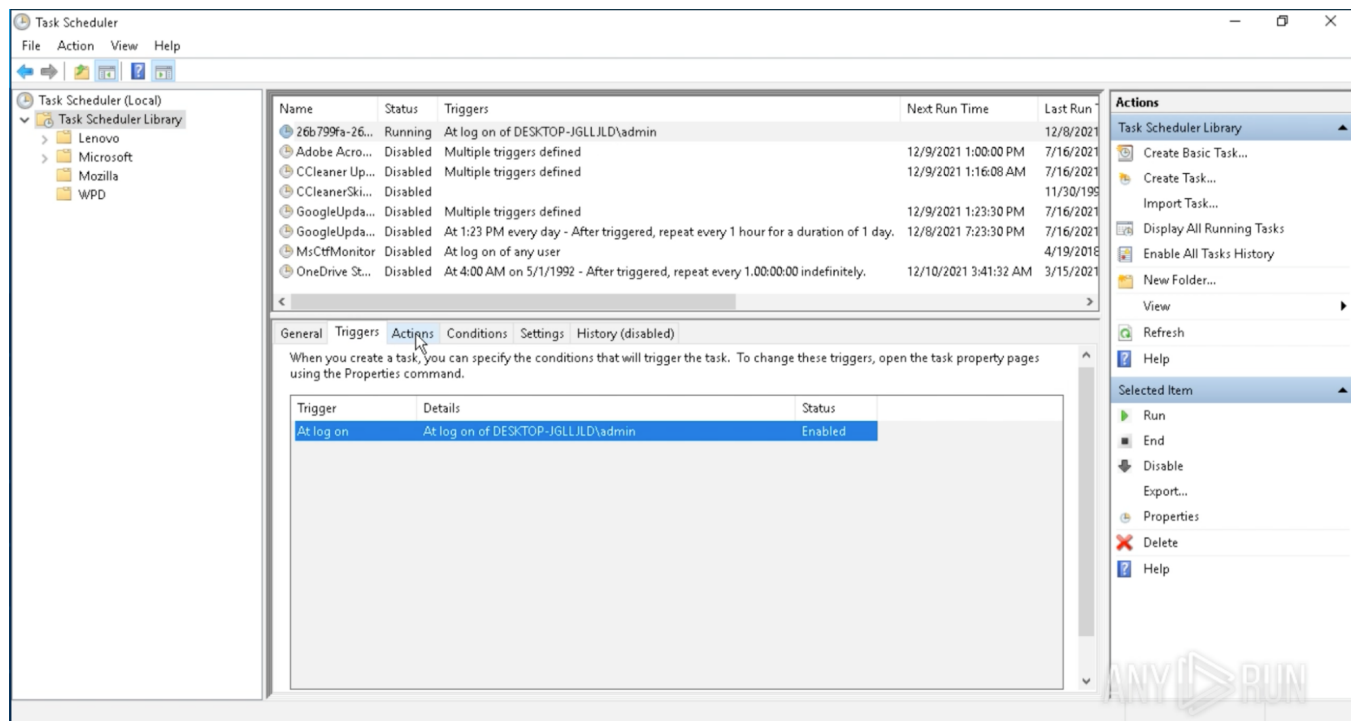 Task Scheduler
File Action View Help
Task Scheduler (Local)
Task Scheduler Library
Lenovo
Microsoft
Mozilla
WPD
Name Status Triggers Next Run Time Last Run
26b799fa-26... Running At log on of DESKTOP-JGLLJLD\admin 12/8/2021
Adobe Acro... Disabled Multiple triggers defined 12/9/2021 1:00:00 PM 7/16/2021
CCleaner Up... Disabled Multiple triggers defined 12/9/2021 1:16:08 AM 7/16/2021
CCleanerSki... Disabled 11/30/199
GoogleUpda... Disabled Multiple triggers defined 12/9/2021 1:23:30 PM 7/16/2021
GoogleUpda... Disabled At 1:23 PM every day - After triggered, repeat every 1 hour for a duration of 1 day. 12/8/2021 7:23:30 PM 7/16/2021
MsCtfMonitor Disabled At log on of any user 4/19/2018
OneDrive St... Disabled At 4:00 AM on 5/1/1992 - After triggered, repeat every 1.00:00:00 indefinitely. 12/10/2021 3:41:32 AM 3/15/2021
General Triggers Actions Conditions Settings History (disabled)
When you create a task, you can specify the conditions that will trigger the task. To change these triggers, open the task property pages
using the Properties command.
Trigger Details Status
At log on At log on of DESKTOP-JGLLJLD\admin Enabled
Actions
Task Scheduler Library
Create Basic Task...
Create Task...
Import Task...
Display All Running Tasks
Enable All Tasks History
New Folder...
View
Refresh
Help
Selected Item
Run
End
Disable
Export...
Properties
Delete
Help
ANY RUN